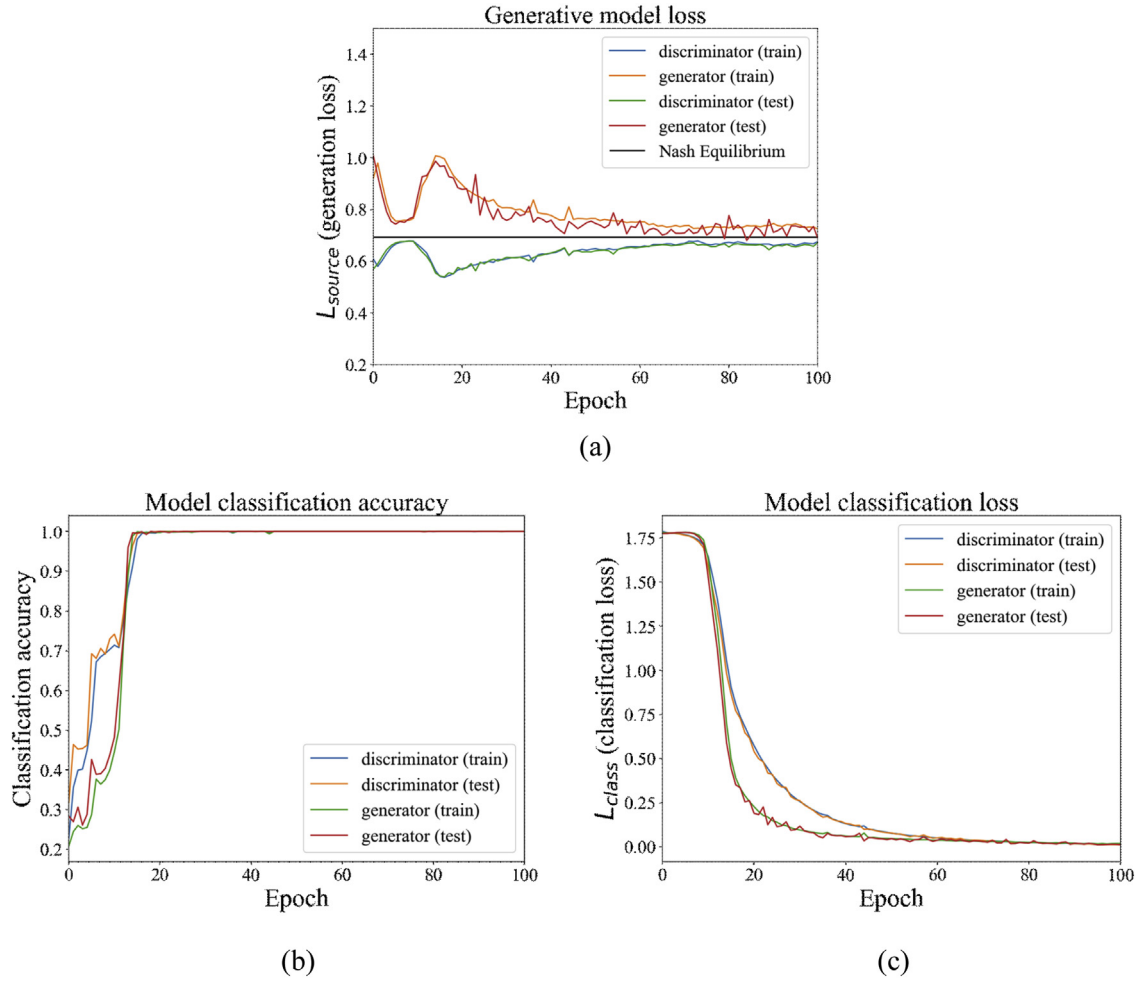 Generative model loss
1.4
1.2
1.0
0.8
0.6
0.4
0.2
L_source (generation loss)
discriminator (train)
generator (train)
discriminator (test)
generator (test)
Nash Equilibrium
0 20 40 60 80 100
Epoch
(a)
Model classification accuracy
1.0
0.9
0.8
0.7
0.6
0.5
0.4
0.3
0.2
Classification accuracy
discriminator (train)
discriminator (test)
generator (train)
generator (test)
0 20 40 60 80 100
Epoch
(b)
Model classification loss
1.75
1.50
1.25
1.00
0.75
0.50
0.25
0.00
L_class (classification loss)
discriminator (train)
discriminator (test)
generator (train)
generator (test)
0 20 40 60 80 100
Epoch
(c)